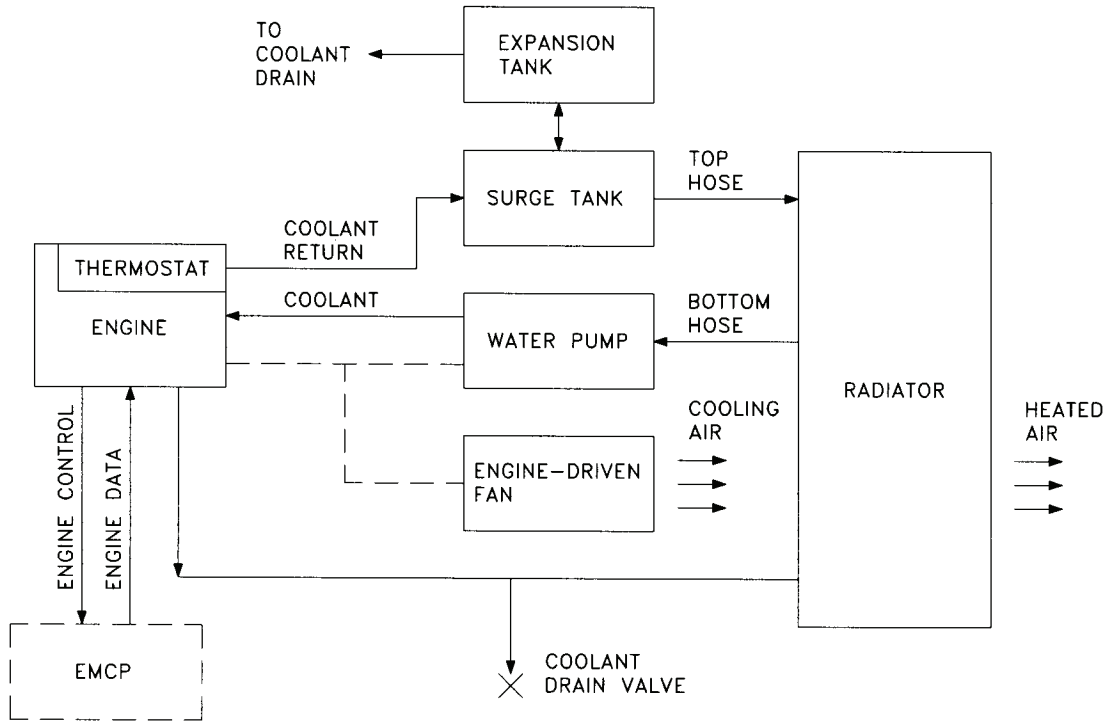 TO
COOLANT
DRAIN
EXPANSION
TANK
SURGE TANK
TOP
HOSE
COOLANT
RETURN
THERMOSTAT
ENGINE
COOLANT
WATER PUMP
BOTTOM
HOSE
RADIATOR
COOLING
AIR
HEATED
AIR
ENGINE-DRIVEN
FAN
ENGINE CONTROL
ENGINE DATA
EMCP
COOLANT
DRAIN VALVE